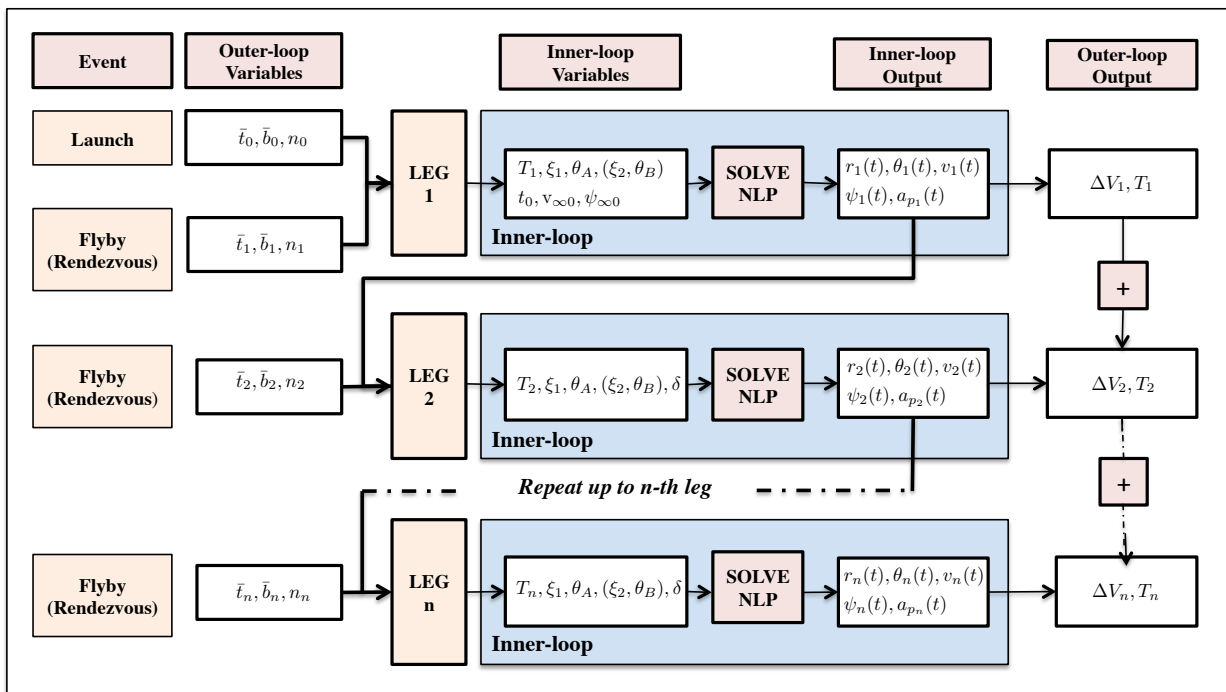 Event
Outer-loop
Variables
Inner-loop
Variables
Inner-loop
Output
Outer-loop
Output
Launch
t̄₀, b̄₀, n₀
Flyby
(Rendezvous)
t̄₁, b̄₁, n₁
LEG
1
T₁, ξ₁, θ_A, (ξ₂, θ_B)
t₀, v_∞0, ψ_∞0
SOLVE
NLP
r₁(t), θ₁(t), v₁(t)
ψ₁(t), a_p₁(t)
Inner-loop
ΔV₁, T₁
+
Flyby
(Rendezvous)
t̄₂, b̄₂, n₂
LEG
2
T₂, ξ₁, θ_A, (ξ₂, θ_B), δ
SOLVE
NLP
r₂(t), θ₂(t), v₂(t)
ψ₂(t), a_p₂(t)
Inner-loop
ΔV₂, T₂
+
Repeat up to n-th leg
Flyby
(Rendezvous)
t̄ₙ, b̄ₙ, nₙ
LEG
n
Tₙ, ξ₁, θ_A, (ξ₂, θ_B), δ
SOLVE
NLP
rₙ(t), θₙ(t), vₙ(t)
ψₙ(t), a_pₙ(t)
Inner-loop
ΔVₙ, Tₙ